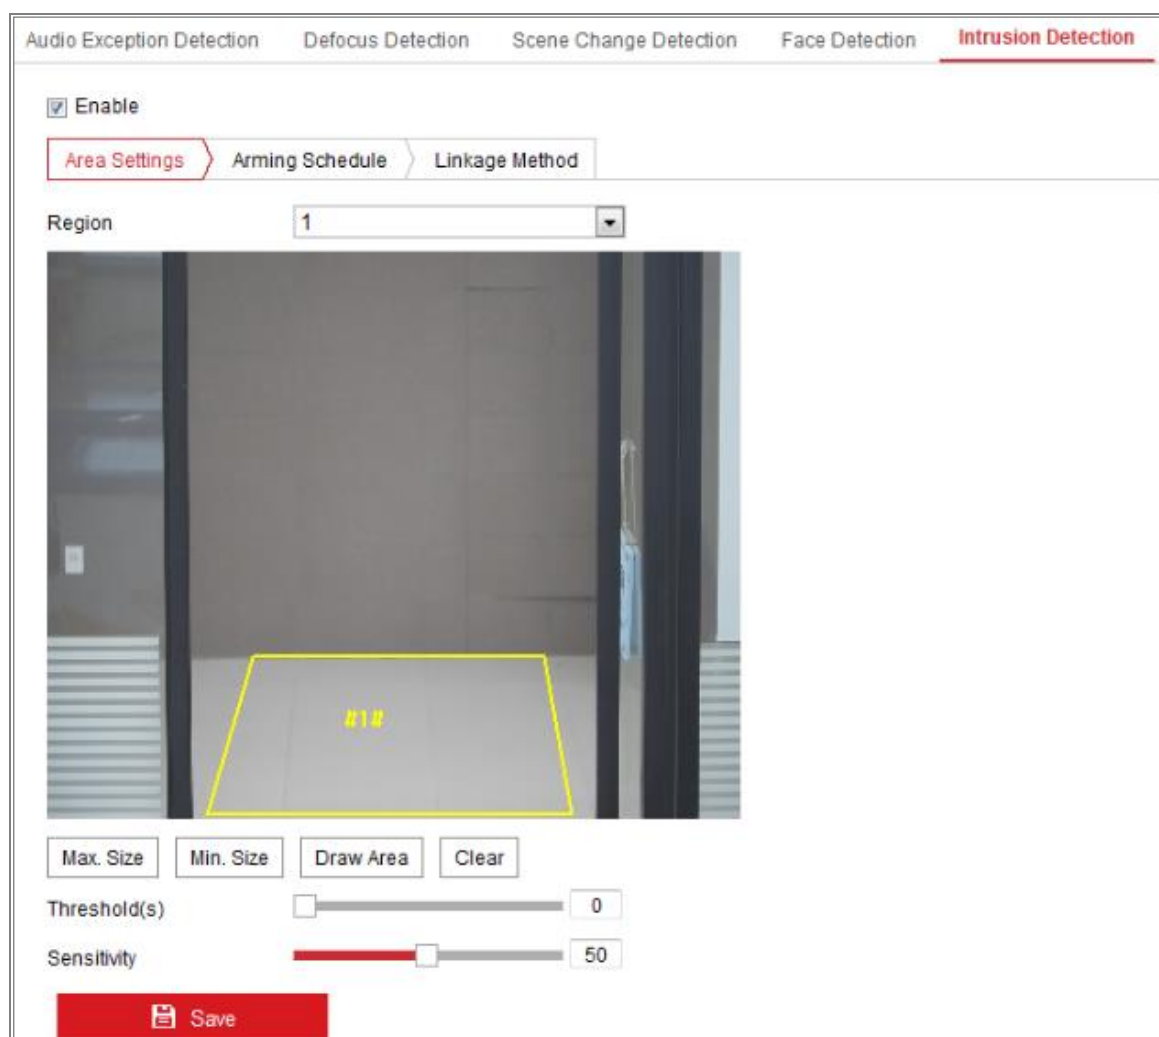 Audio Exception Detection Defocus Detection Scene Change Detection Face Detection Intrusion Detection
Enable
Area Settings Arming Schedule Linkage Method
Region 1
#1#
Max. Size Min. Size Draw Area Clear
Threshold(s) 0
Sensitivity 50
Save